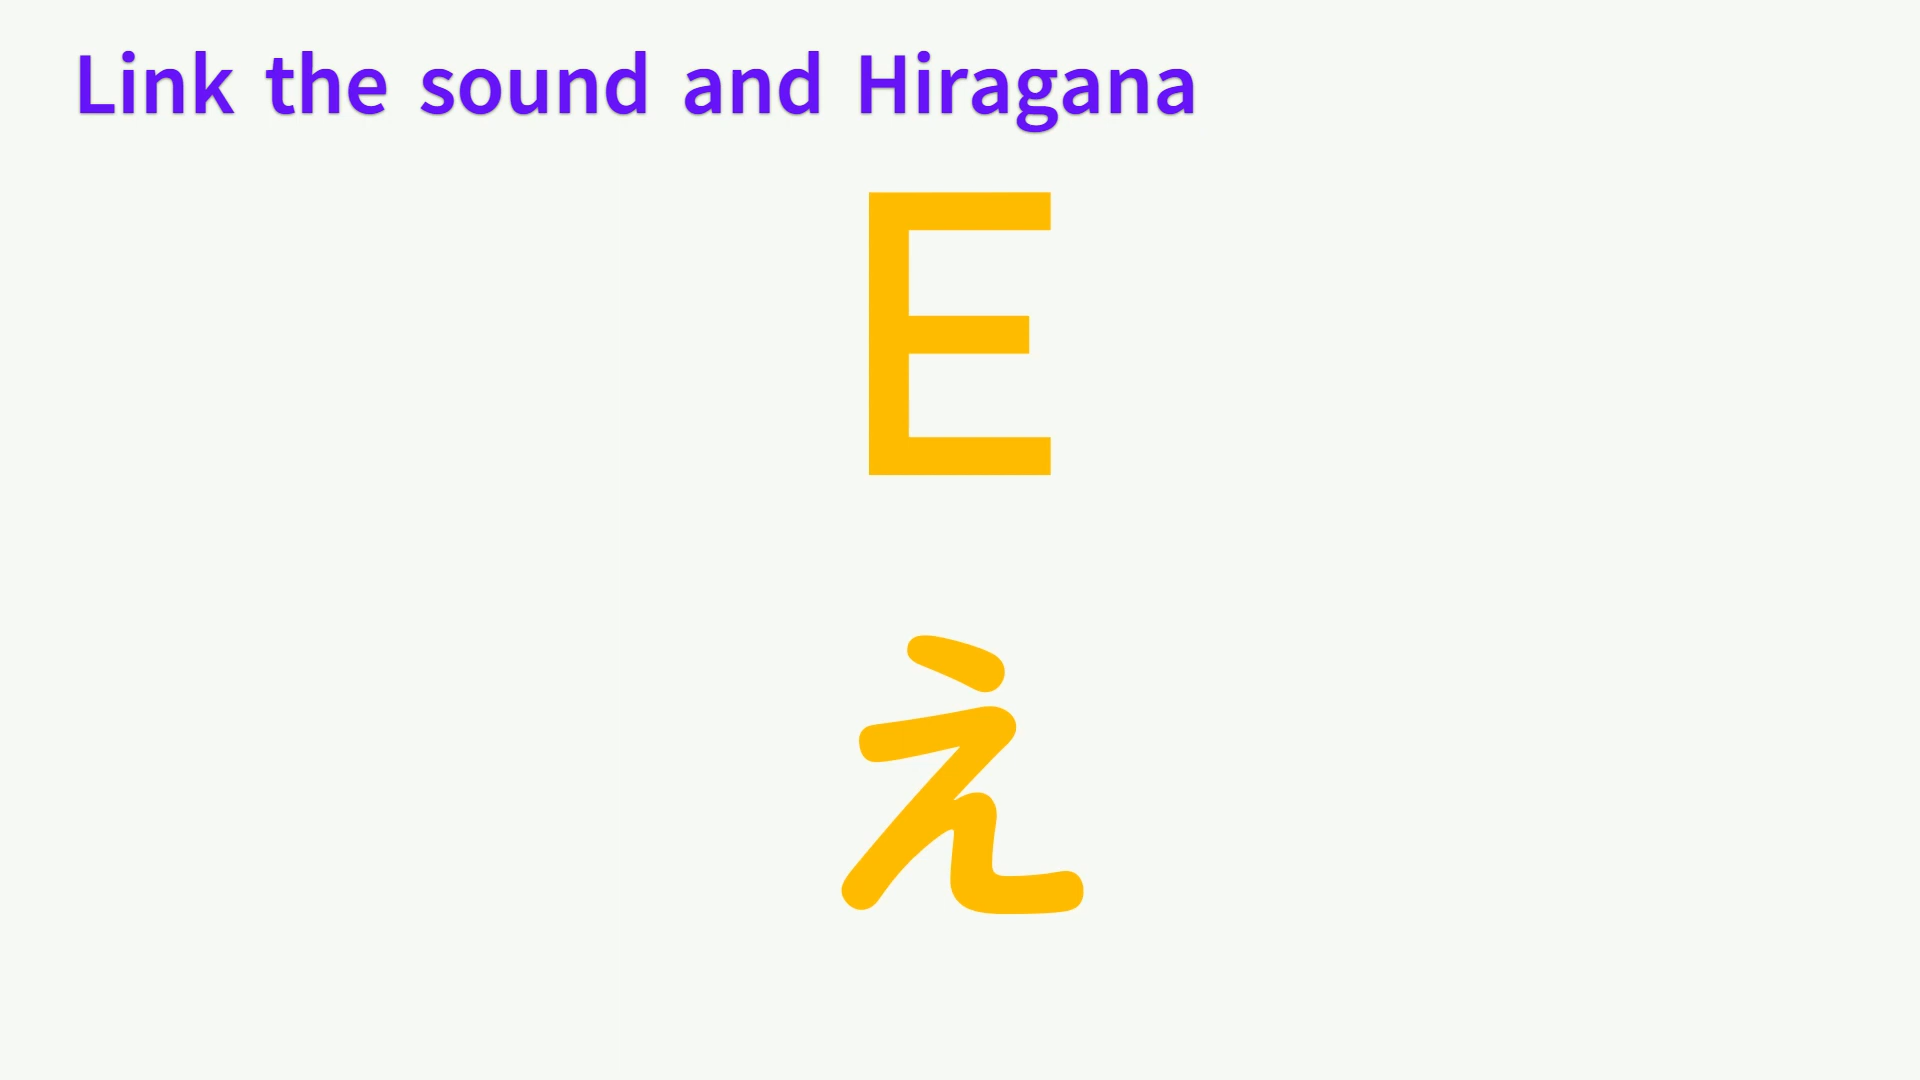 Link the sound and Hiragana
E
え